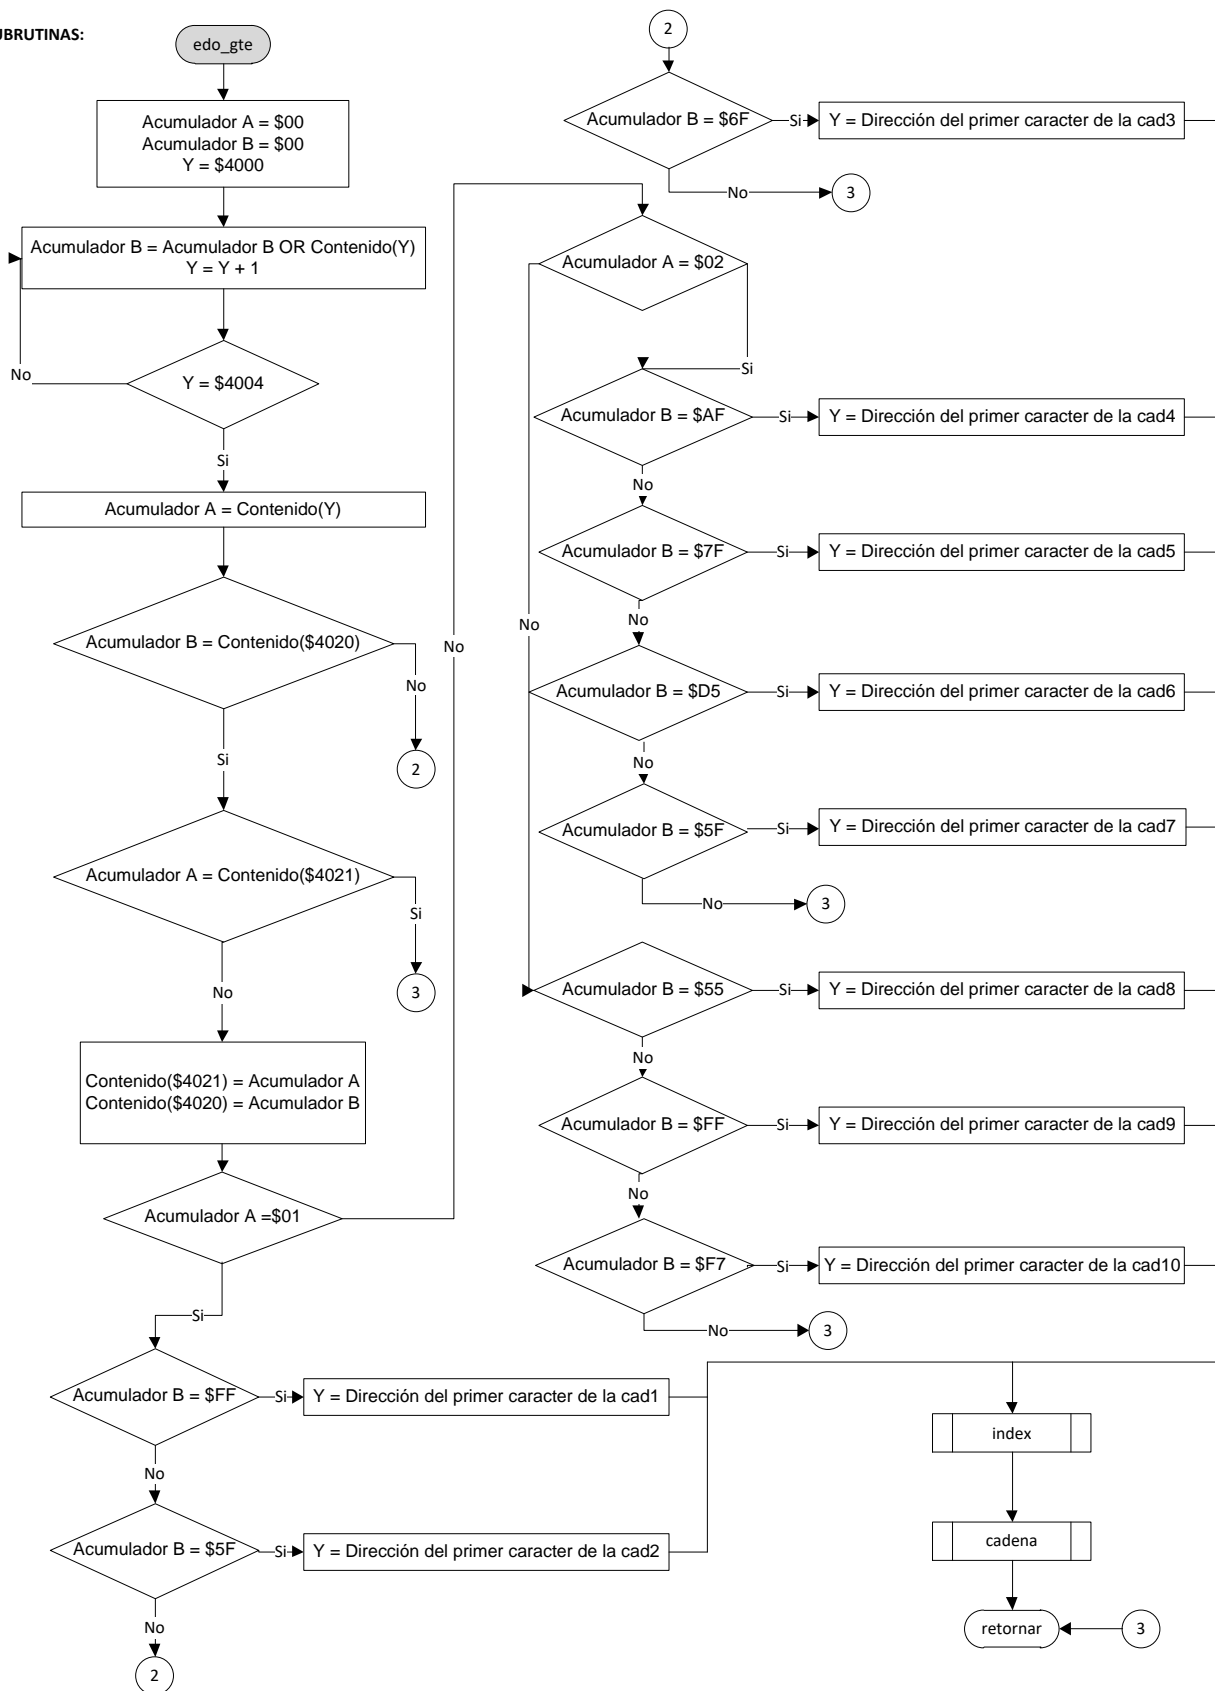 UBRUTINAS:
edo_gte
Acumulador A = $00
Acumulador B = $00
Y = $4000
Acumulador B = Acumulador B OR Contenido(Y)
Y = Y + 1
No
Y = $4004
Si
Acumulador A = Contenido(Y)
Acumulador B = Contenido($4020)
No
2
Si
Acumulador A = Contenido($4021)
Si
3
No
Contenido($4021) = Acumulador A
Contenido($4020) = Acumulador B
Acumulador A =$01
No
Si
Acumulador B = $FF
Si
Y = Dirección del primer caracter de la cad1
No
Acumulador B = $5F
Si
Y = Dirección del primer caracter de la cad2
No
2
2
Acumulador B = $6F
Si
Y = Dirección del primer caracter de la cad3
No
3
Acumulador A = $02
Si
No
Acumulador B = $AF
Si
Y = Dirección del primer caracter de la cad4
No
Acumulador B = $7F
Si
Y = Dirección del primer caracter de la cad5
No
Acumulador B = $D5
Si
Y = Dirección del primer caracter de la cad6
No
Acumulador B = $5F
Si
Y = Dirección del primer caracter de la cad7
No
3
Acumulador B = $55
Si
Y = Dirección del primer caracter de la cad8
No
Acumulador B = $FF
Si
Y = Dirección del primer caracter de la cad9
No
Acumulador B = $F7
Si
Y = Dirección del primer caracter de la cad10
No
3
index
cadena
retornar
3